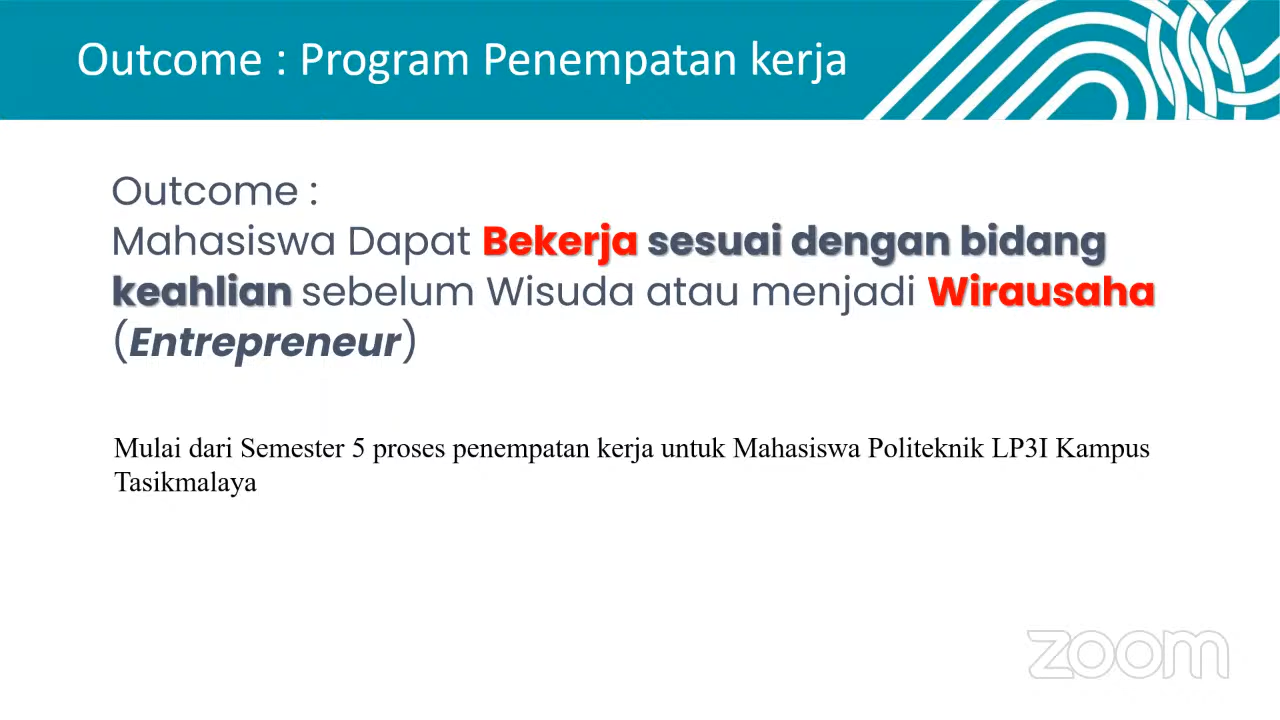 Outcome : Program Penempatan kerja
Outcome :
Mahasiswa Dapat Bekerja sesuai dengan bidang
keahlian sebelum Wisuda atau menjadi Wirausaha
(Entrepreneur)
Mulai dari Semester 5 proses penempatan kerja untuk Mahasiswa Politeknik LP3I Kampus
Tasikmalaya
zoom